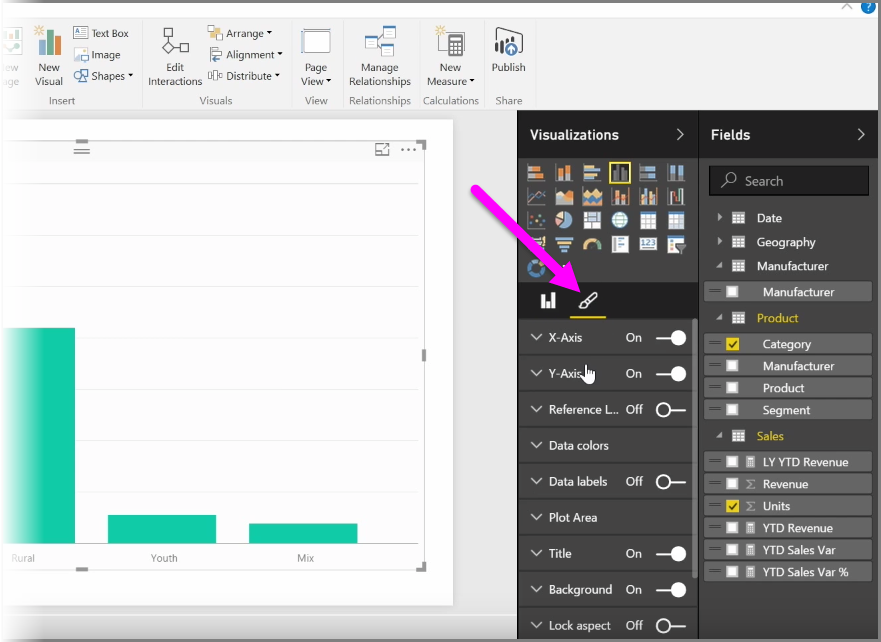 ?
New
Visual
Text Box
Image
Shapes
Insert
Edit
Interactions
Arrange
Alignment
Distribute
Visuals
Page
View
View
Manage
Relationships
Relationships
New
Measure
Calculations
Publish
Share
Visualizations
Fields
Search
123
Date
Geography
Manufacturer
Manufacturer
Product
Category
Manufacturer
Product
Segment
Sales
LY YTD Revenue
Revenue
Units
YTD Revenue
YTD Sales Var
YTD Sales Var %
X-Axis On
Y-Axis On
Reference L... Off
Data colors
Data labels Off
Plot Area
Title On
Background On
Lock aspect Off
Rural
Youth
Mix